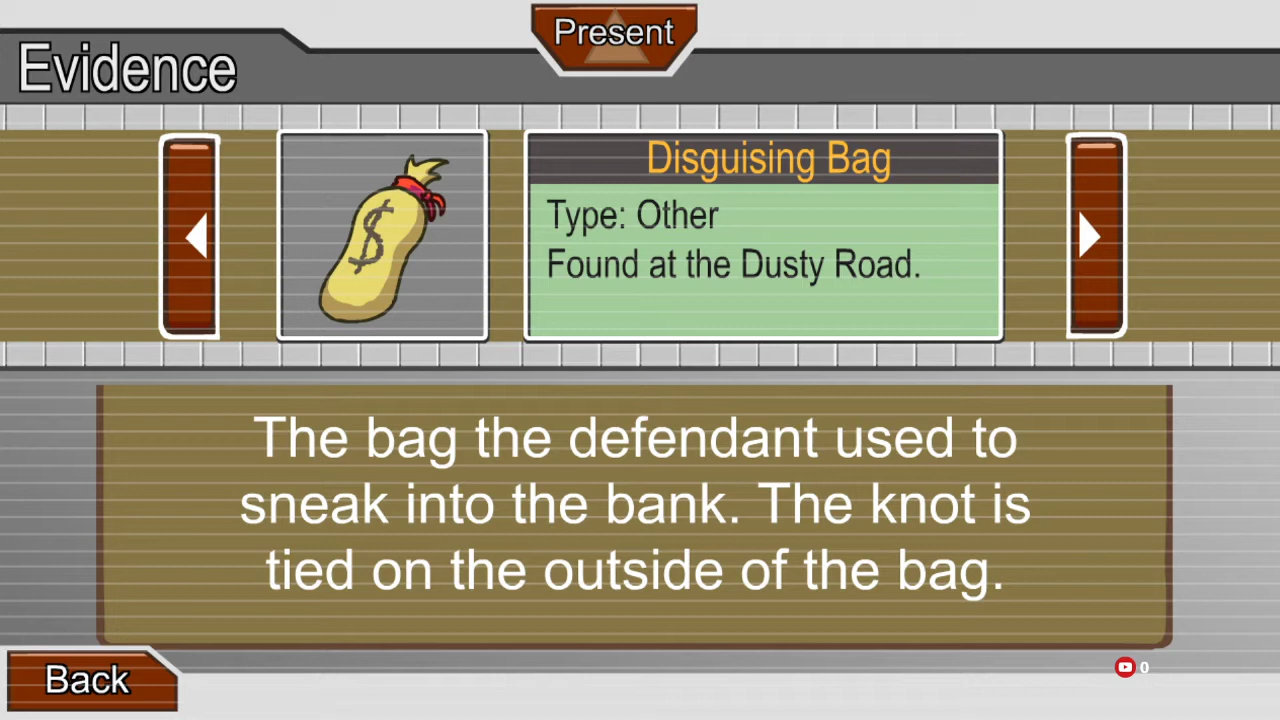 Present
Evidence
Disguising Bag
$
Type: Other
Found at the Dusty Road.
The bag the defendant used to
sneak into the bank. The knot is
tied on the outside of the bag.
Back
0